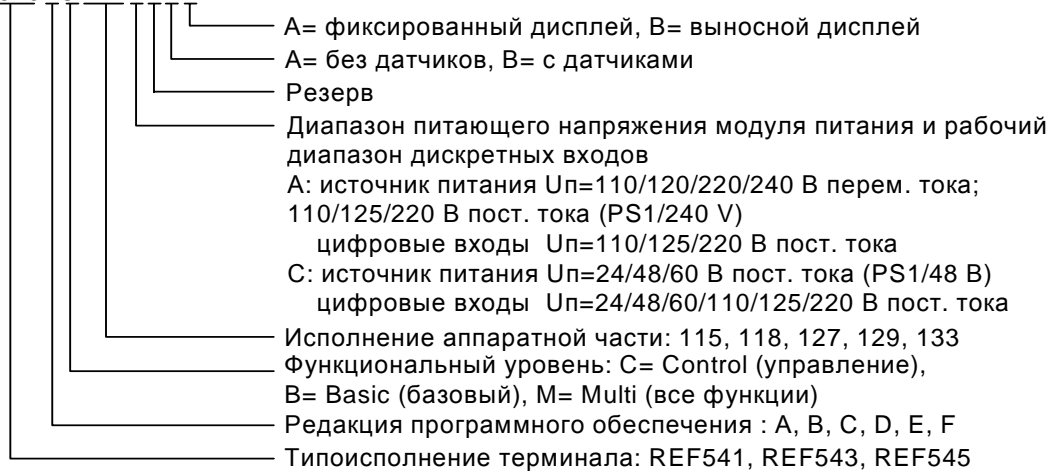 A= фиксированный дисплей, B= выносной дисплей
A= без датчиков, B= с датчиками
Резерв
Диапазон питающего напряжения модуля питания и рабочий
диапазон дискретных входов
A: источник питания Uп=110/120/220/240 В перем. тока;
110/125/220 В пост. тока (PS1/240 V)
цифровые входы Uп=110/125/220 В пост. тока
C: источник питания Uп=24/48/60 В пост. тока (PS1/48 В)
цифровые входы Uп=24/48/60/110/125/220 В пост. тока
Исполнение аппаратной части: 115, 118, 127, 129, 133
Функциональный уровень: C= Control (управление),
B= Basic (базовый), M= Multi (все функции)
Редакция программного обеспечения : A, B, C, D, E, F
Типоисполнение терминала: REF541, REF543, REF545